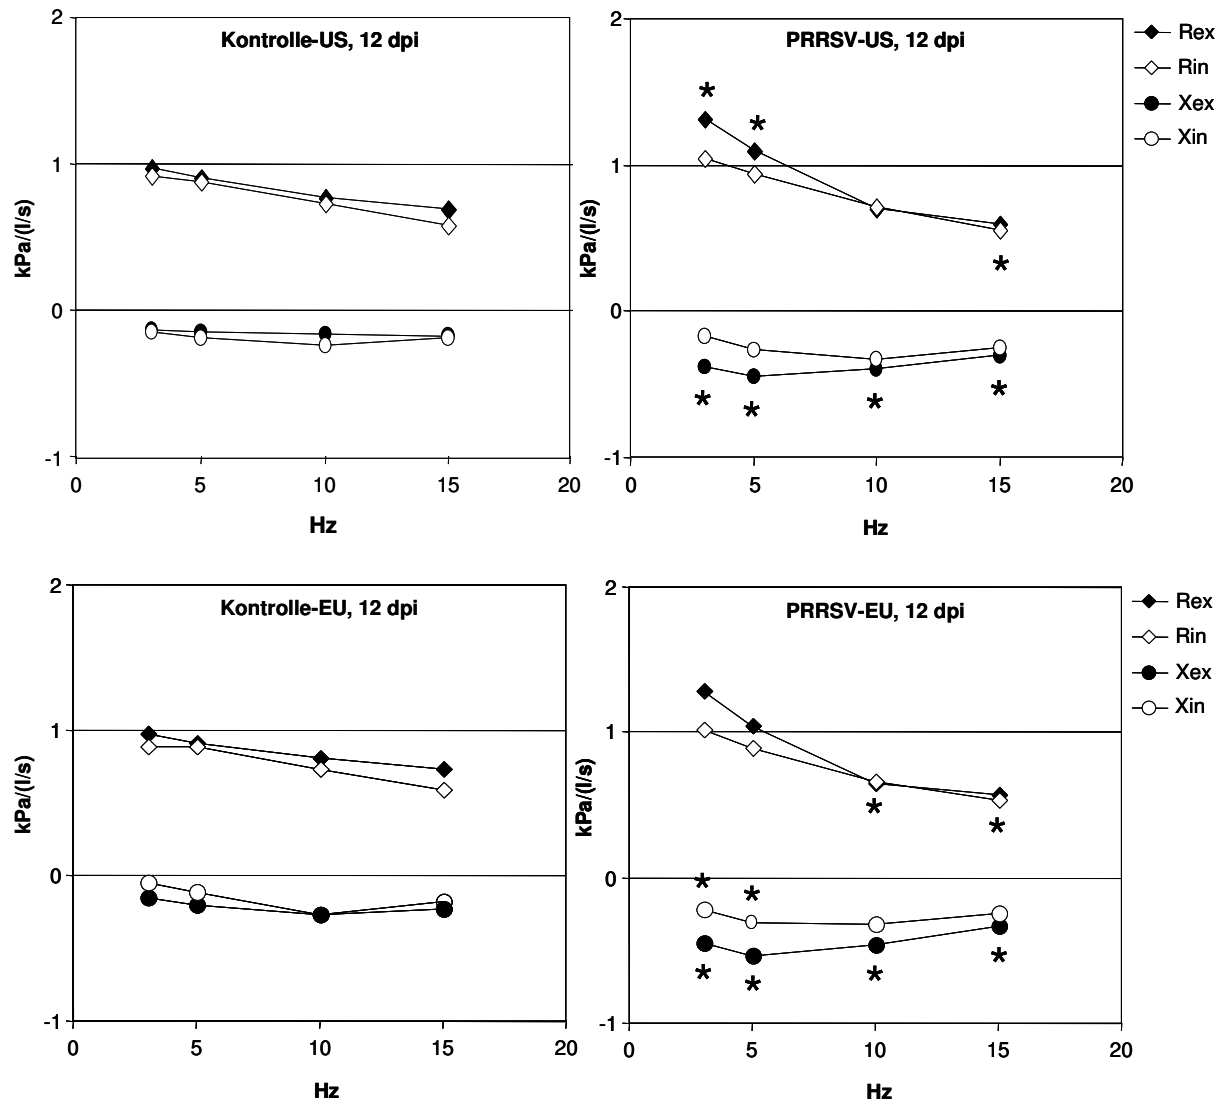 Kontrolle-US, 12 dpi
2
1
0
-1
kPa/(l/s)
0 5 10 15 20
Hz
PRRSV-US, 12 dpi
* *
*
* * * *
2
1
0
-1
kPa/(l/s)
0 5 10 15 20
Hz
Rex
Rin
Xex
Xin
Kontrolle-EU, 12 dpi
2
1
0
-1
kPa/(l/s)
0 5 10 15 20
Hz
PRRSV-EU, 12 dpi
* *
* *
* * * *
2
1
0
-1
kPa/(l/s)
0 5 10 15 20
Hz
Rex
Rin
Xex
Xin